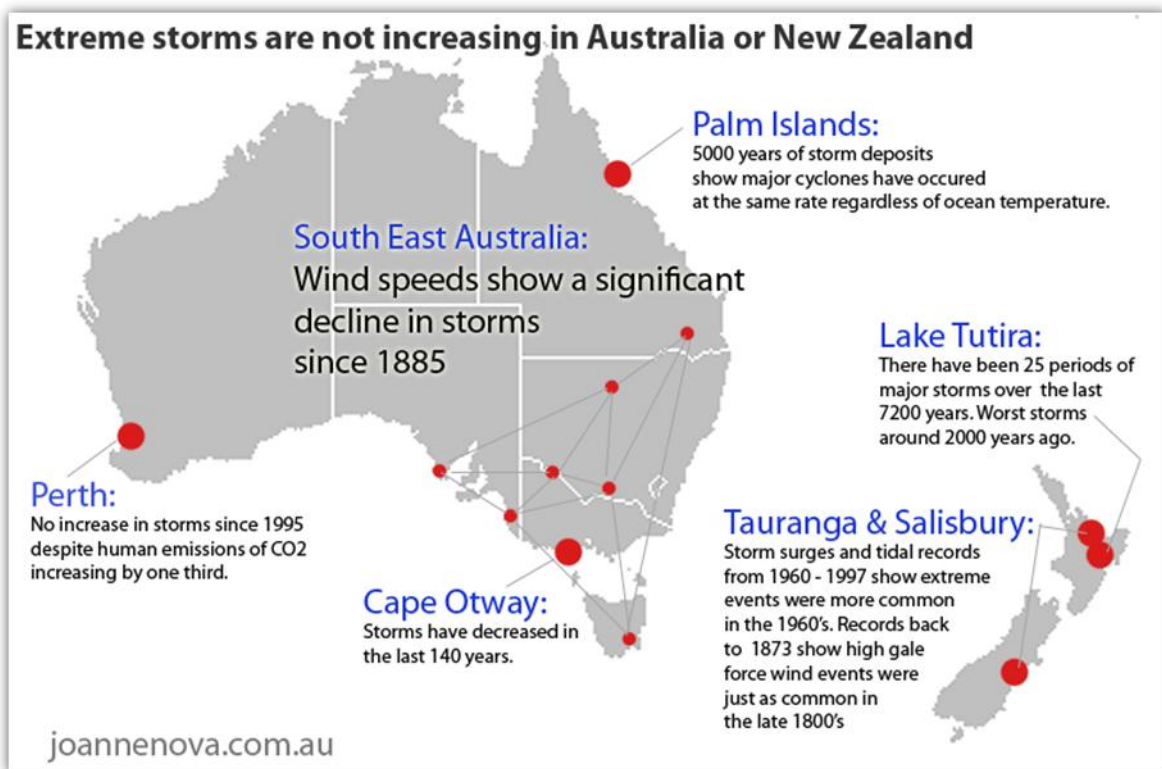 Extreme storms are not increasing in Australia or New Zealand
Palm Islands:
5000 years of storm deposits
show major cyclones have occured
at the same rate regardless of ocean temperature.
South East Australia:
Wind speeds show a significant
decline in storms
since 1885
Lake Tutira:
There have been 25 periods of
major storms over the last
7200 years. Worst storms
around 2000 years ago.
Perth:
No increase in storms since 1995
despite human emissions of CO2
increasing by one third.
Tauranga & Salisbury:
Storm surges and tidal records
from 1960 - 1997 show extreme
events were more common
in the 1960's. Records back
to 1873 show high gale
force wind events were
just as common in
the late 1800's
Cape Otway:
Storms have decreased in
the last 140 years.
joannenova.com.au